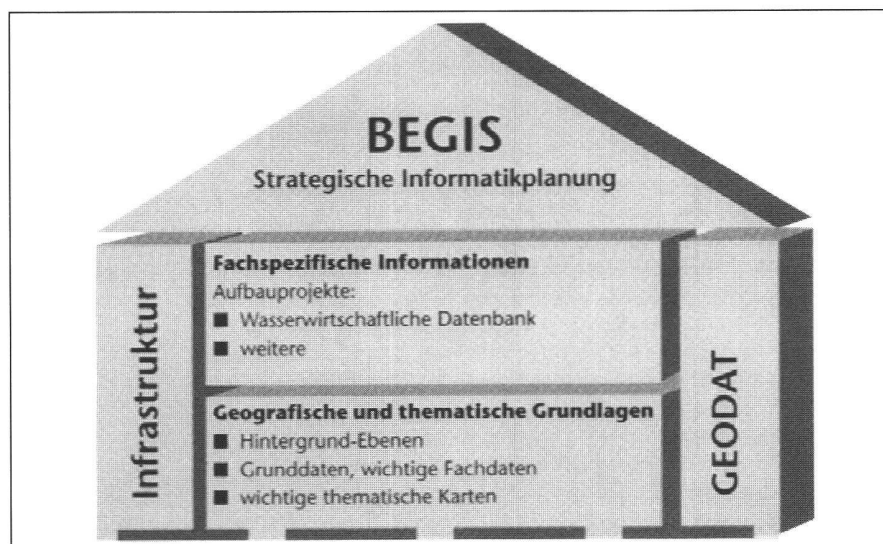 BEGIS
Strategische Informatikplanung
Infrastruktur
Fachspezifische Informationen
Aufbauprojekte:
■ Wasserwirtschaftliche Datenbank
■ weitere
Geografische und thematische Grundlagen
■ Hintergrund-Ebenen
■ Grunddaten, wichtige Fachdaten
■ wichtige thematische Karten
GEODAT